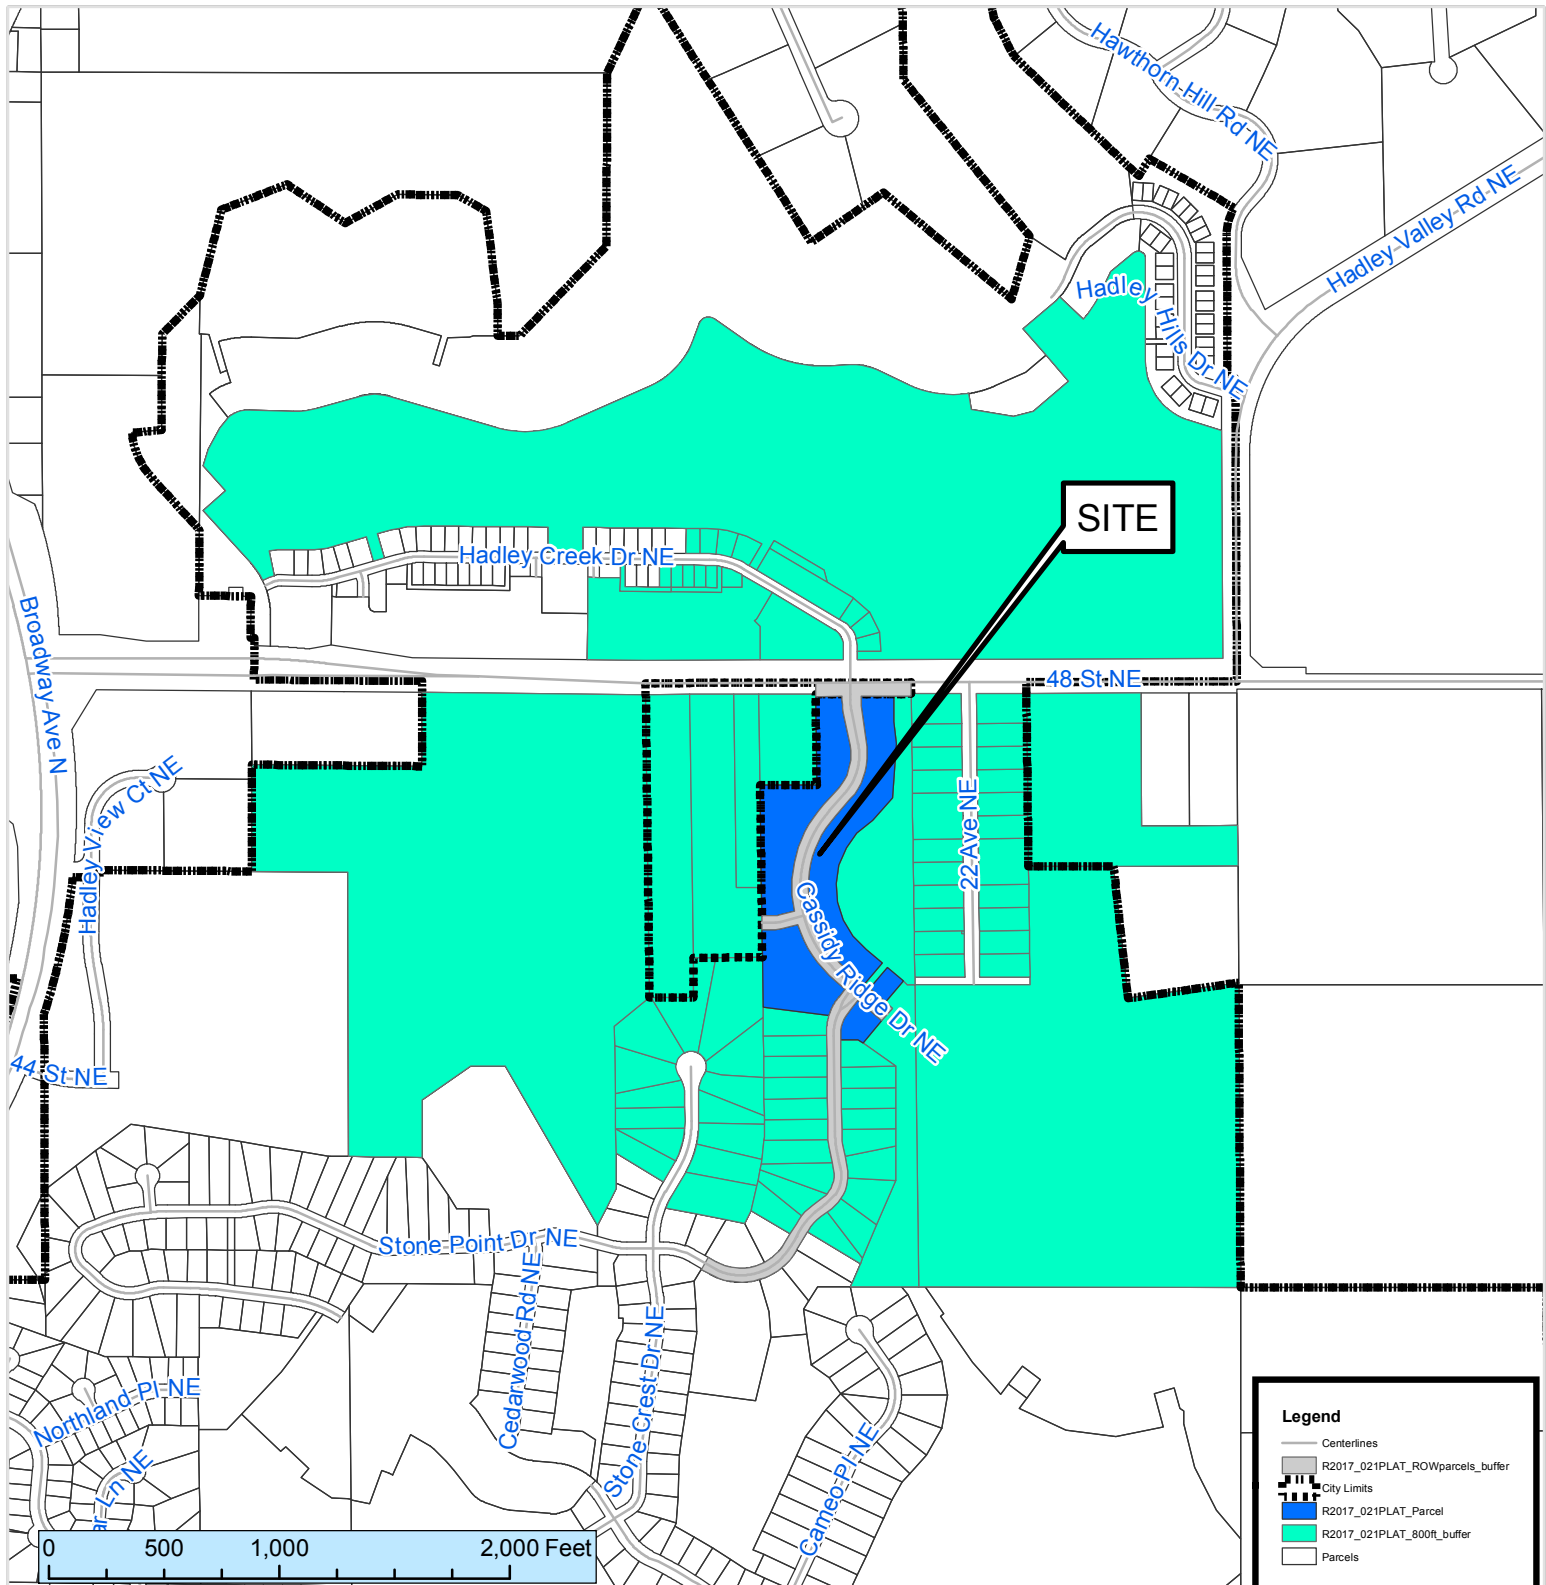 Hawthorn Hill Rd NE
Hadley Valley Rd NE
Hadley Hills Dr NE
SITE
Hadley Creek Dr NE
Broadway Ave N
48 St NE
Hadley View Ct NE
22 Ave NE
Cassidy Ridge Dr NE
44 St NE
Stone Point Dr NE
Cedarwood Rd NE
Stone Crest Dr NE
Northland Pl NE
ar Ln NE
Cameo Pl NE
Legend
Centerlines
R2017_021PLAT_ROWparcels_buffer
City Limits
R2017_021PLAT_Parcel
R2017_021PLAT_800ft_buffer
Parcels
0 500 1,000 2,000 Feet